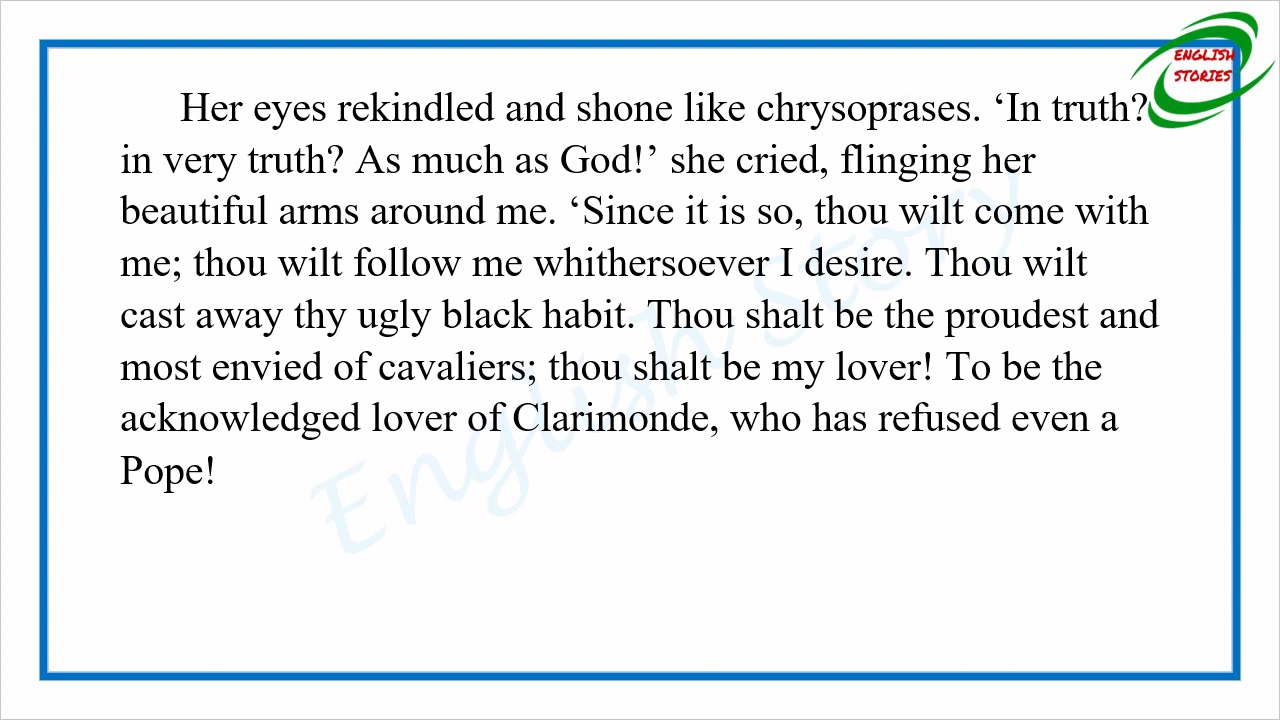 ENGLISH
STORIES
Her eyes rekindled and shone like chrysoprases. ‘In truth?
in very truth? As much as God!’ she cried, flinging her
beautiful arms around me. ‘Since it is so, thou wilt come with
me; thou wilt follow me whithersoever I desire. Thou wilt
cast away thy ugly black habit. Thou shalt be the proudest and
most envied of cavaliers; thou shalt be my lover! To be the
acknowledged lover of Clarimonde, who has refused even a
Pope!
English Story